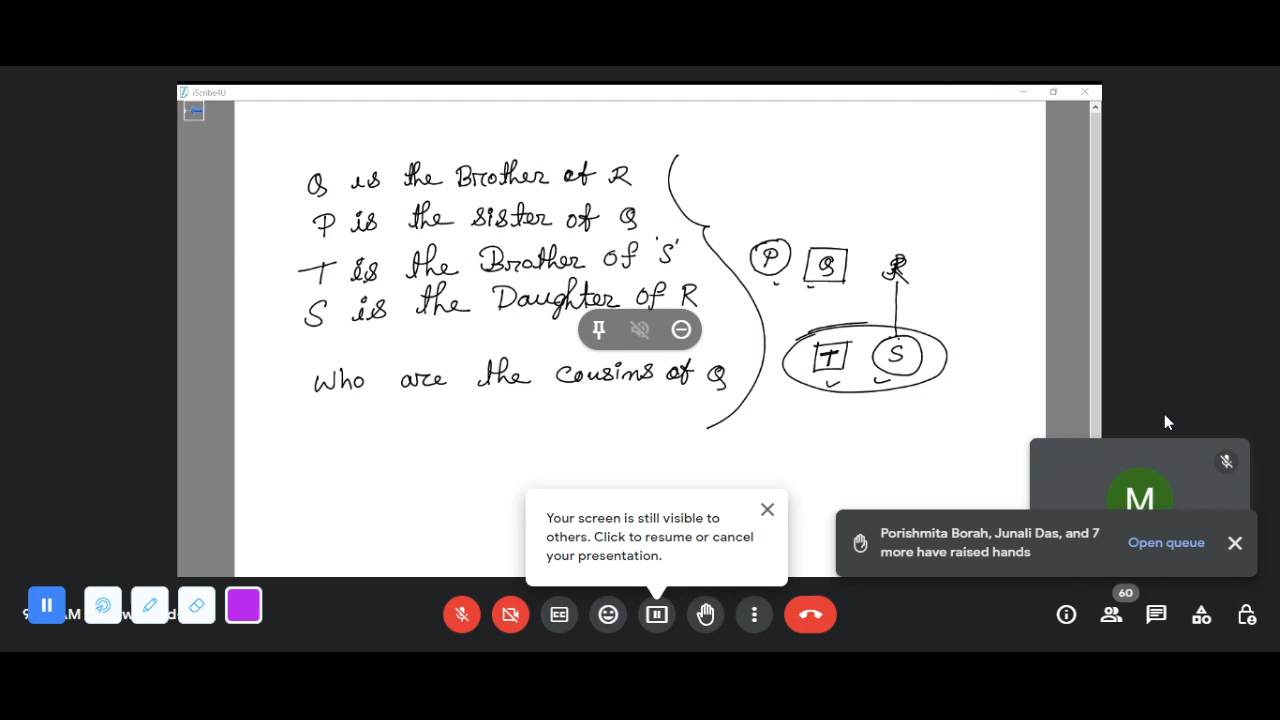 iScribe4U
Q is the Brother of R
P is the sister of Q
T is the Brother of 'S'
S is the Daughter of R
Who are the cousins of Q
P Q R
T S
M
Your screen is still visible to
others. Click to resume or cancel
your presentation.
Porishmita Borah, Junali Das, and 7
more have raised hands
Open queue
60